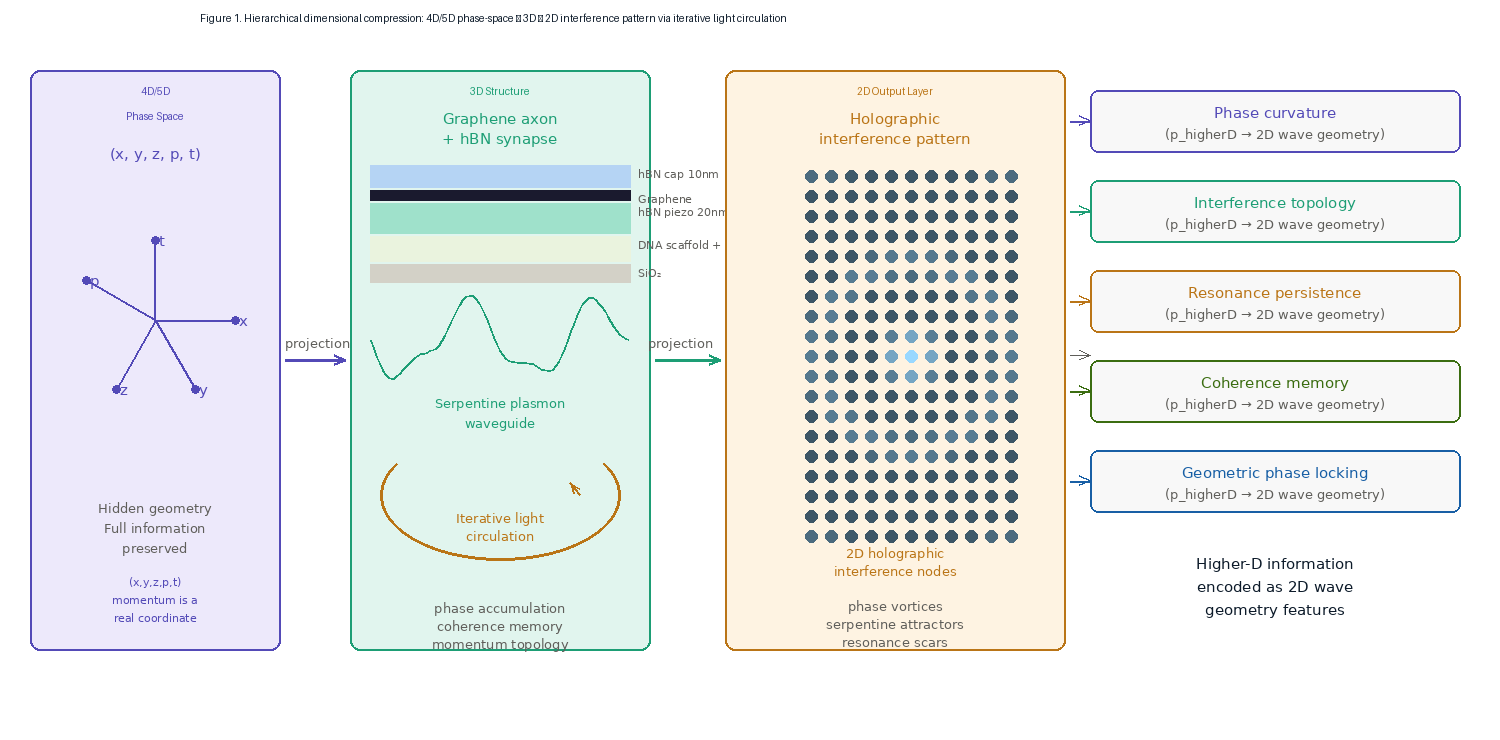 Figure 1. Hierarchical dimensional compression: 4D/5D phase-space ▯ 3D ▯ 2D interference pattern via iterative light circulation
4D/5D
Phase Space
(x, y, z, p, t)
t
p
x
z
y
Hidden geometry
Full information
preserved
(x,y,z,p,t)
momentum is a
real coordinate
projection
3D Structure
Graphene axon
+ hBN synapse
hBN cap 10nm
Graphene
hBN piezo 20nm
DNA scaffold +
SiO₂
Serpentine plasmon
waveguide
Iterative light
circulation
phase accumulation
coherence memory
momentum topology
projection
2D Output Layer
Holographic
interference pattern
2D holographic
interference nodes
phase vortices
serpentine attractors
resonance scars
Phase curvature
(p_higherD → 2D wave geometry)
Interference topology
(p_higherD → 2D wave geometry)
Resonance persistence
(p_higherD → 2D wave geometry)
Coherence memory
(p_higherD → 2D wave geometry)
Geometric phase locking
(p_higherD → 2D wave geometry)
Higher-D information
encoded as 2D wave
geometry features